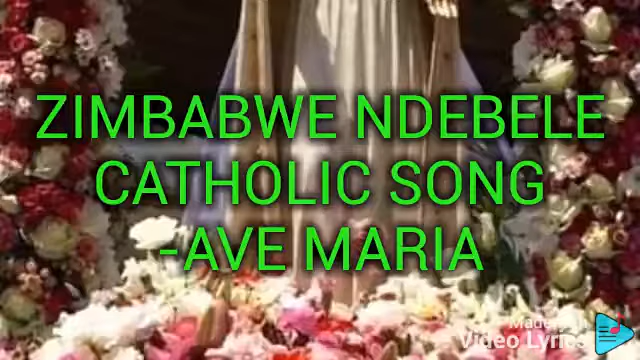 ZIMBABWE NDEBELE
CATHOLIC SONG
-AVE MARIA
Video Lyrics